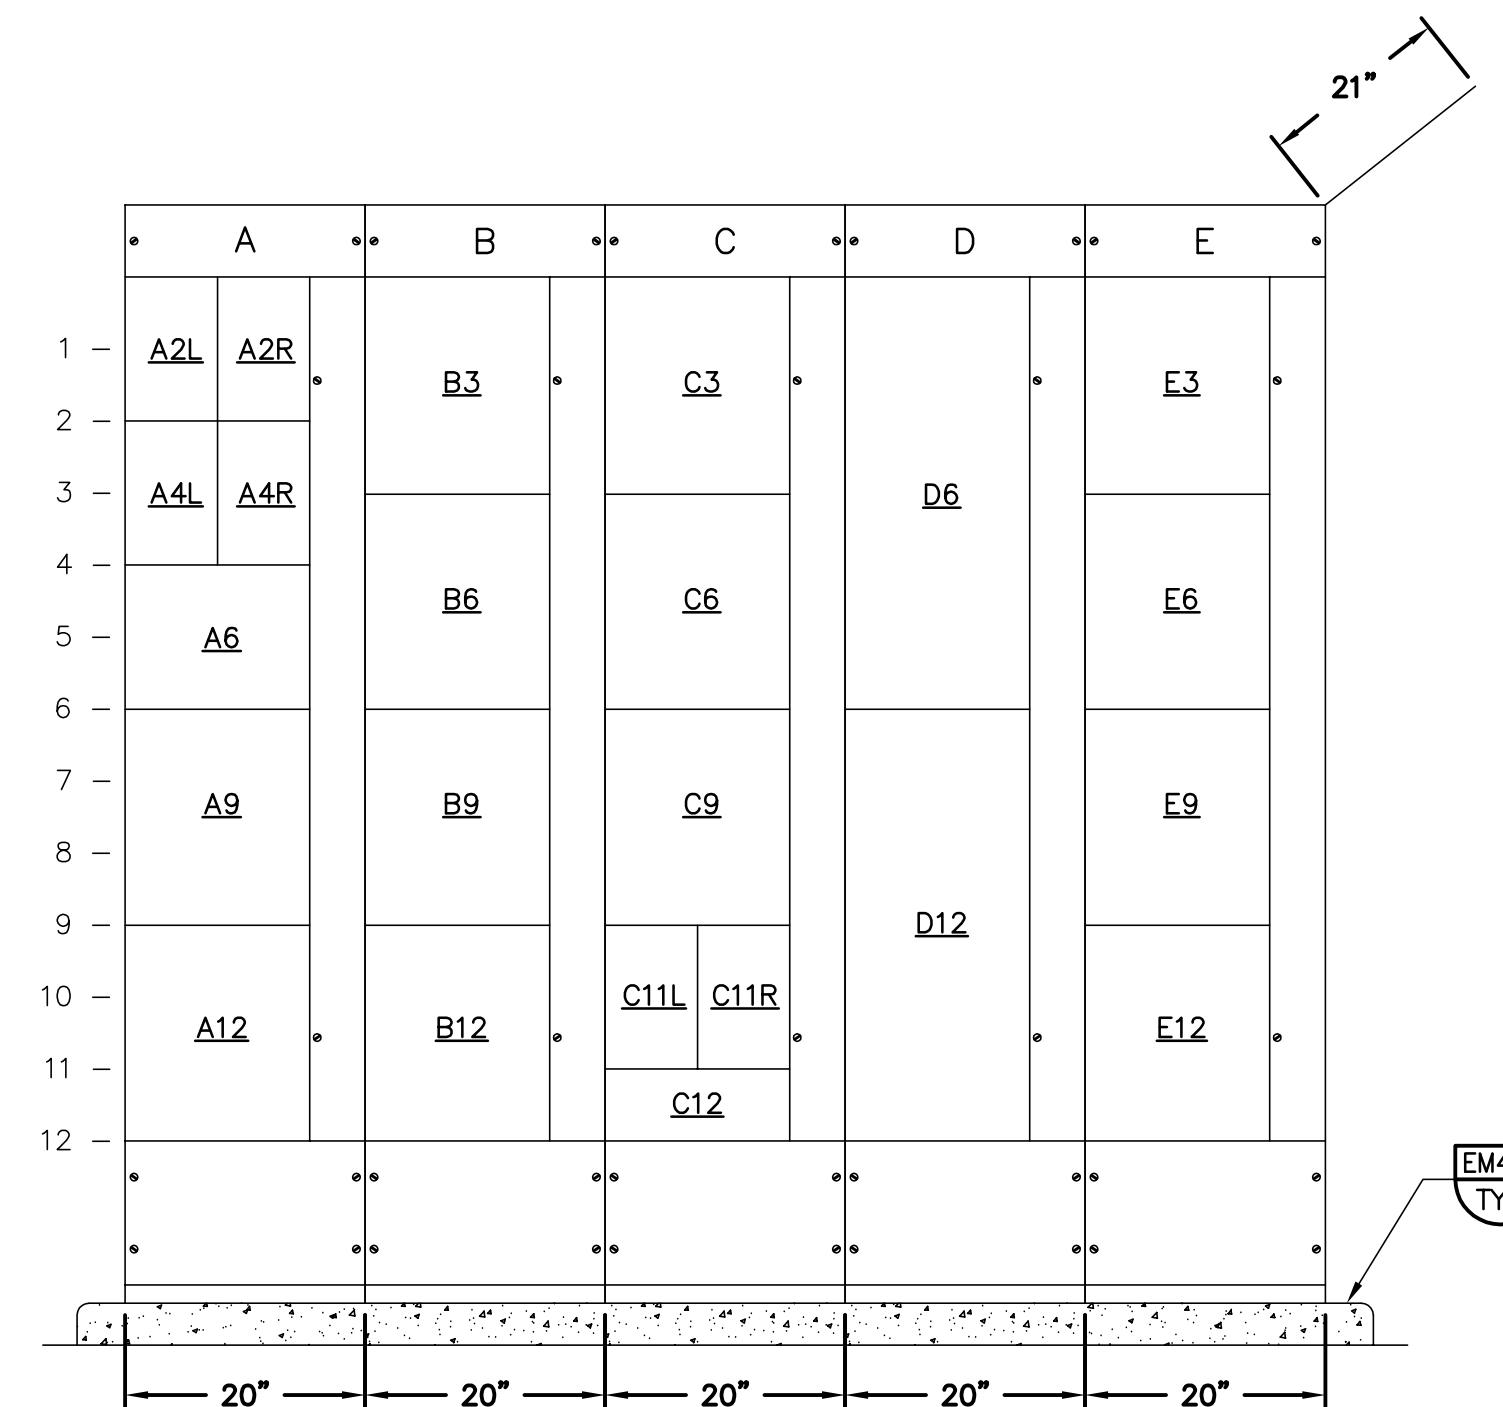 21”
A B C D E
1 A2L A2R
B3 C3 E3
2
3 A4L A4R D6
4
B6 C6 E6
5 A6
6
7
A9 B9 C9 E9
8
9 D12
10 C11L C11R
A12 B12 E12
11
C12
12
20” 20” 20” 20” 20”